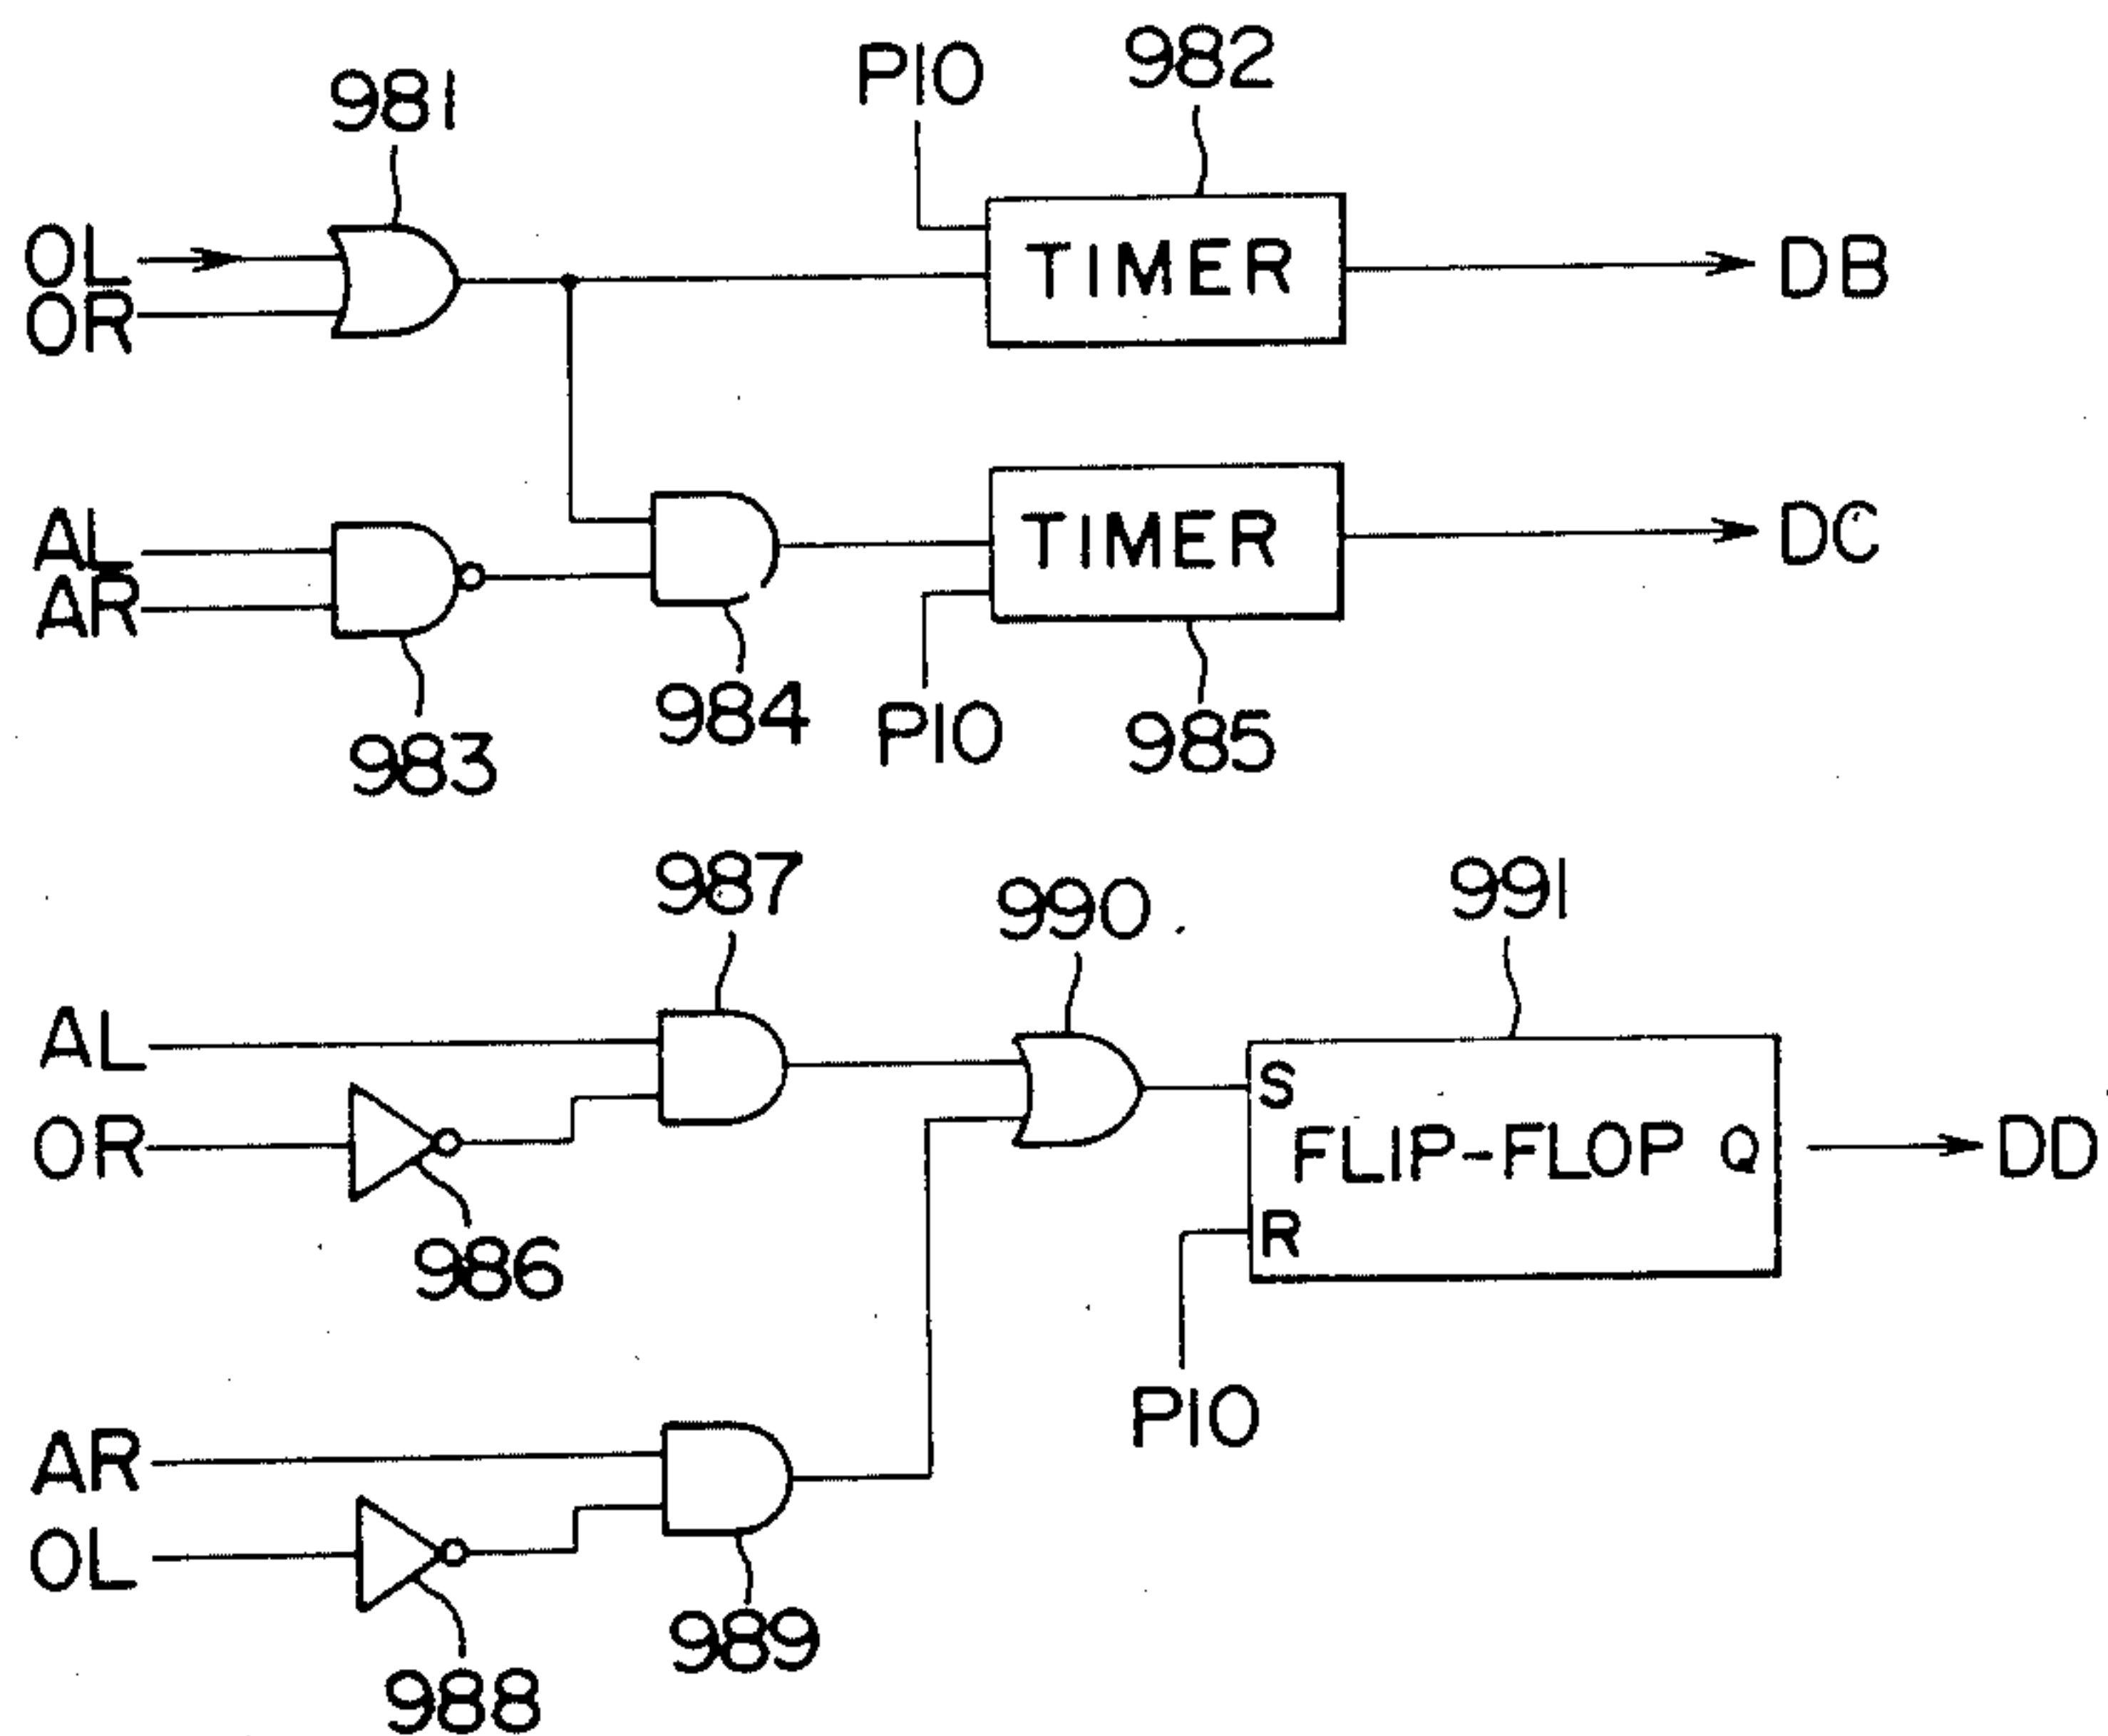 981
P10
982
OL
OR
TIMER
DB
AL
AR
TIMER
DC
983
984
P10
985
987
990
991
AL
OR
S
FLIP-FLOP Q
R
DD
986
P10
AR
OL
989
988